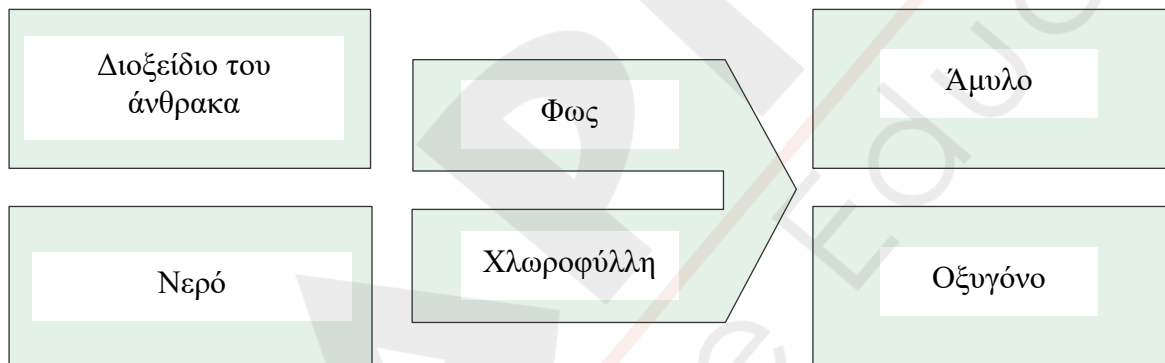 Διοξείδιο του
άνθρακα
Νερό
Φως
Χλωροφύλλη
Άμυλο
Οξυγόνο